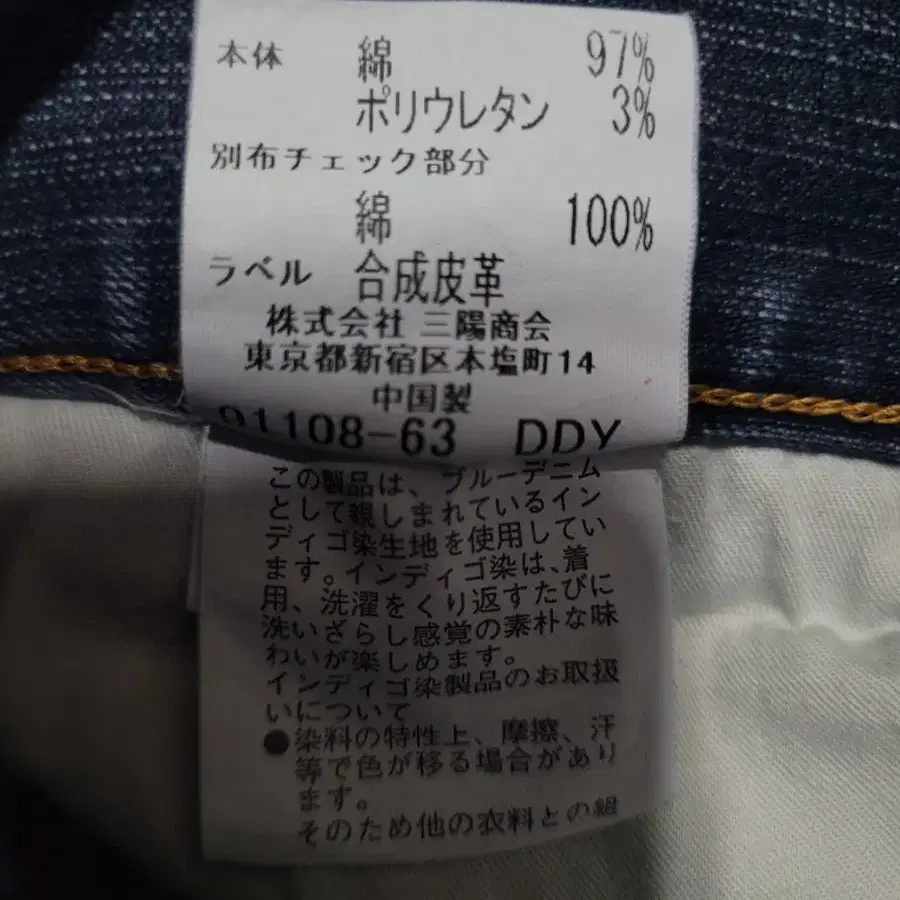 本体 綿 97%
ポリウレタン 3%
別布チェック部分
綿 100%
ラベル 合成皮革
株式会社 三陽商会
東京都新宿区本塩町14
中国製
01108-63 DDY
この製品は、ブルーデニム
として親しまれているイン
ディゴ染生地を使用してい
ます。インディゴ染は、着
用、洗濯をくり返すたびに
洗いざらし感覚の素朴な味
わいが楽しめます。
インディゴ染製品のお取扱
いについて
●染料の特性上、摩擦、汗
等で色が移る場合があり
ます。
そのため他の衣料との組